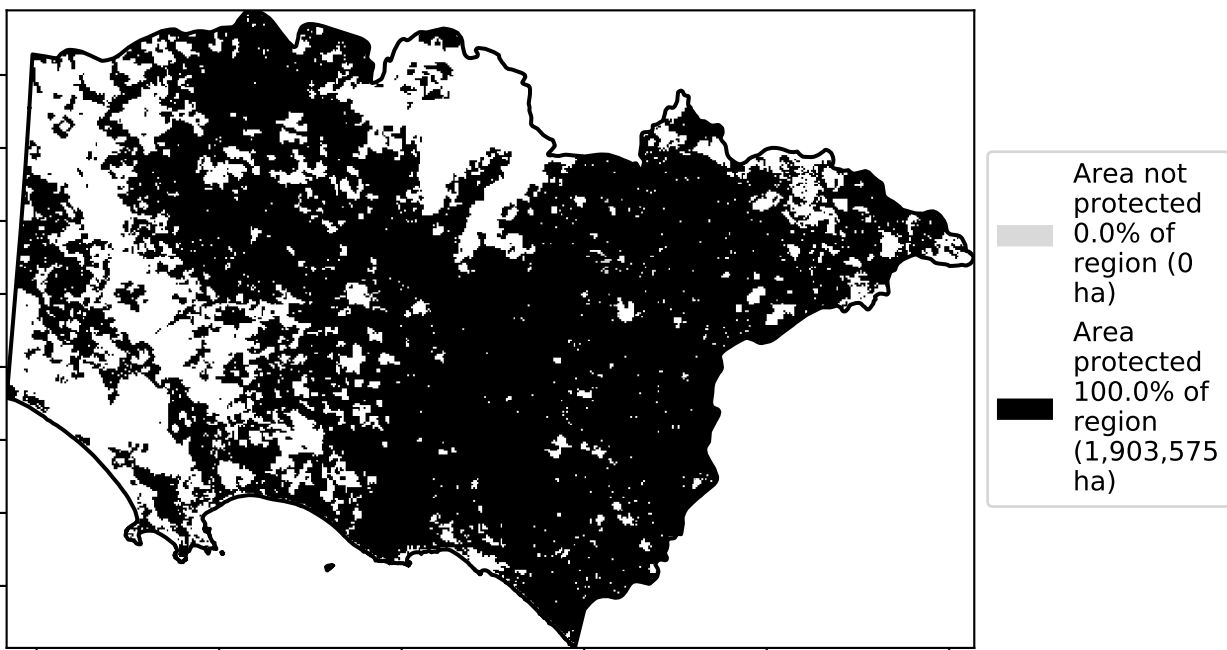 Area not
protected
0.0% of
region (0
ha)
Area
protected
100.0% of
region
(1,903,575
ha)